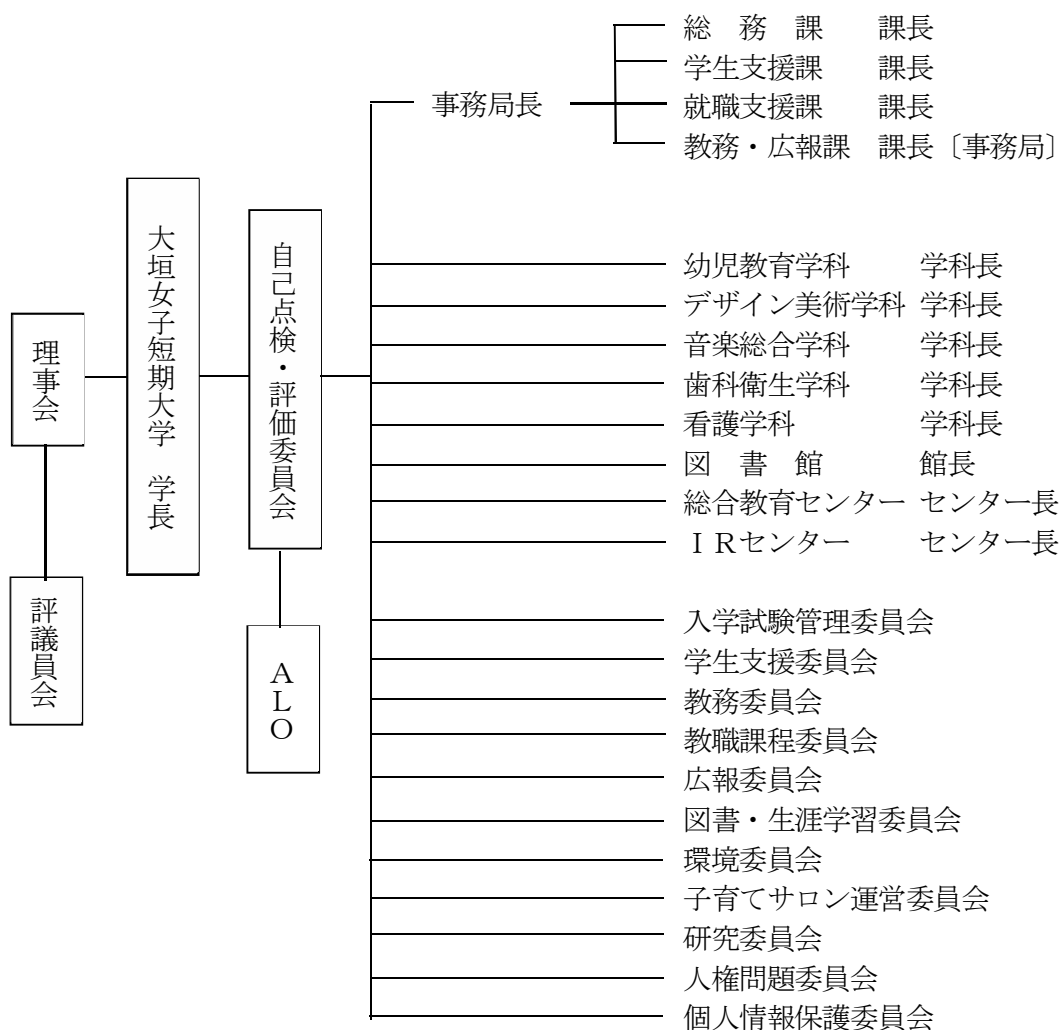 総　務　課　　課長
学生支援課　　課長
事務局長
就職支援課　　課長
教務・広報課　課長〔事務局〕
理事会
評議員会
大垣女子短期大学　学長
自己点検・評価委員会
ALO
幼児教育学科　　　学科長
デザイン美術学科　学科長
音楽総合学科　　　学科長
歯科衛生学科　　　学科長
看護学科　　　　　学科長
図　書　館　　　　館長
総合教育センター　センター長
ＩＲセンター　　　センター長
入学試験管理委員会
学生支援委員会
教務委員会
教職課程委員会
広報委員会
図書・生涯学習委員会
環境委員会
子育てサロン運営委員会
研究委員会
人権問題委員会
個人情報保護委員会